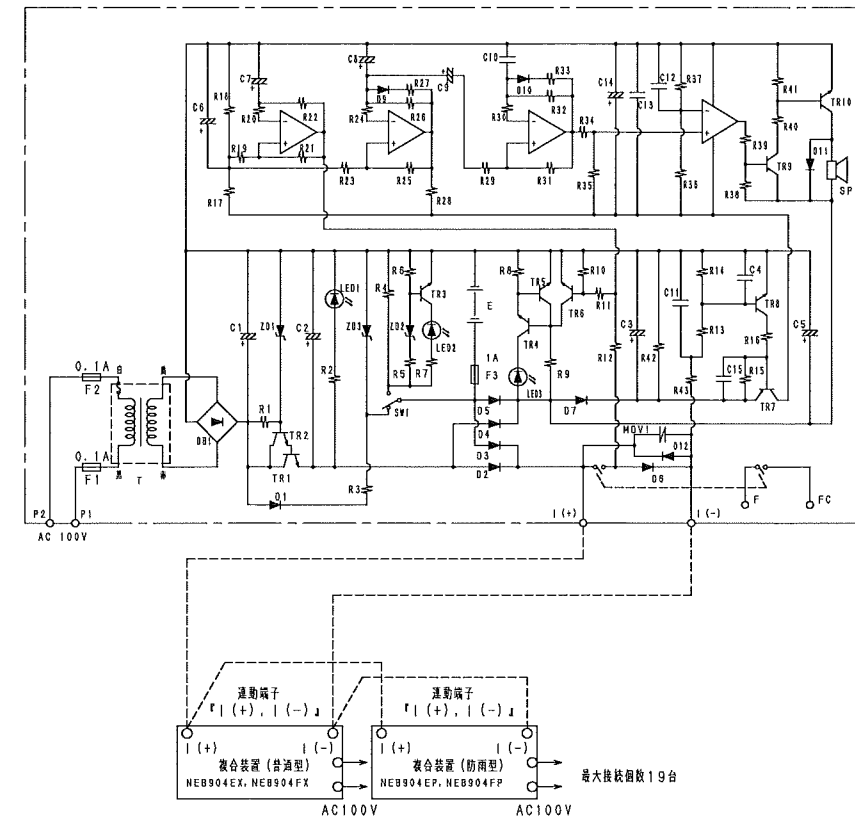 C7
C8
C10
C6
R18
R20
R22
R19
R21
R17
R27
D9
R24
R26
C9
R23
R25
R28
R33
D10
R32
R30
R34
R29
R31
R35
C14
C13
C12
R37
R36
R39
R38
R41
R40
TR9
TR10
D11
SP
C1
ZD1
C2
LED1
R2
ZD3
R4
R6
TR3
ZD2
LED2
R5
R7
SW1
E
1A
F3
R8
TR5
TR6
R10
R11
TR4
LED3
R9
D5
D4
D3
D2
D7
R12
C3
R42
C11
R14
R13
R43
C4
TR8
R16
C15
R15
TR7
C5
MOV1
D12
D6
0.1A
F2
0.1A
F1
白
黒
T
DB1
R1
TR2
TR1
D1
R3
P2
P1
AC 100V
I (+)
I (-)
F
FC
連動端子
『I (+), I (-)』
連動端子
『I (+), I (-)』
I (+)
I (-)
複合装置 (普通型)
NEB904EX, NEB904FX
AC100V
I (+)
I (-)
複合装置 (防雨型)
NEB904EP, NEB904FP
AC100V
最大接続個数19台